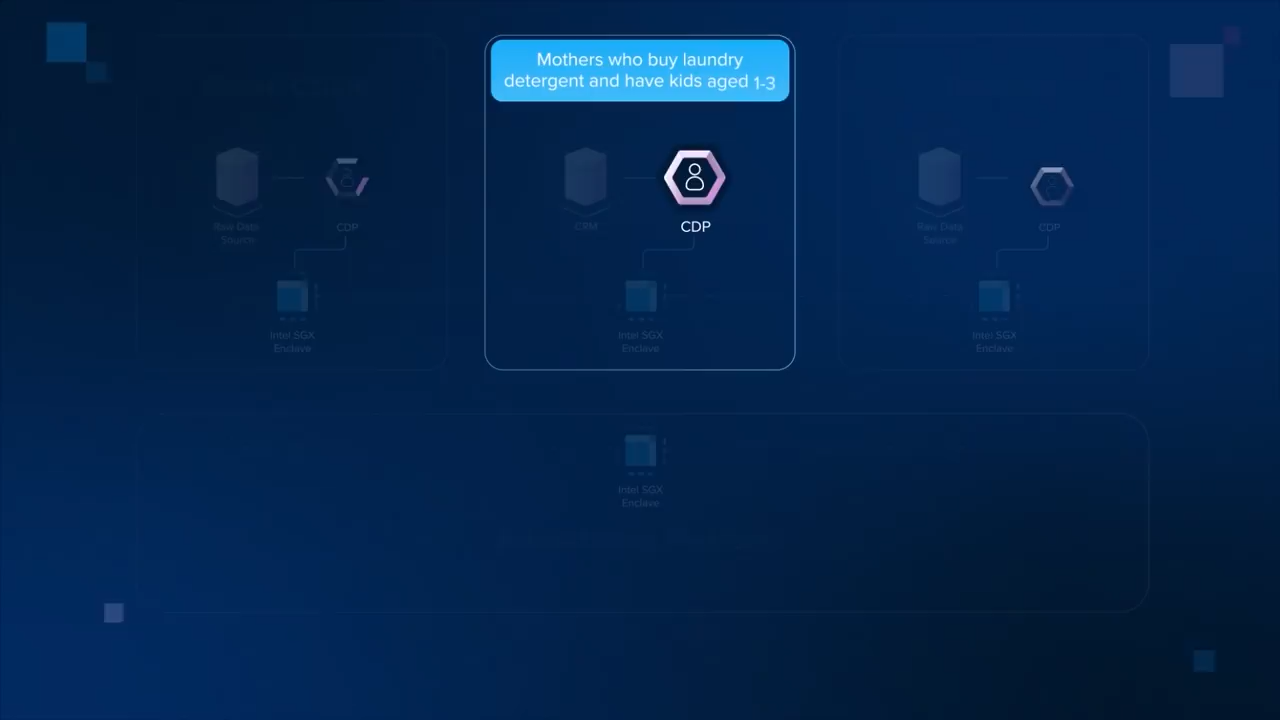 Mothers who buy laundry
detergent and have kids aged 1-3
Raw Data
Source
CDP
CRM
CDP
Raw Data
Source
CDP
Intel SGX
Enclave
Intel SGX
Enclave
Intel SGX
Enclave
Intel SGX
Enclave